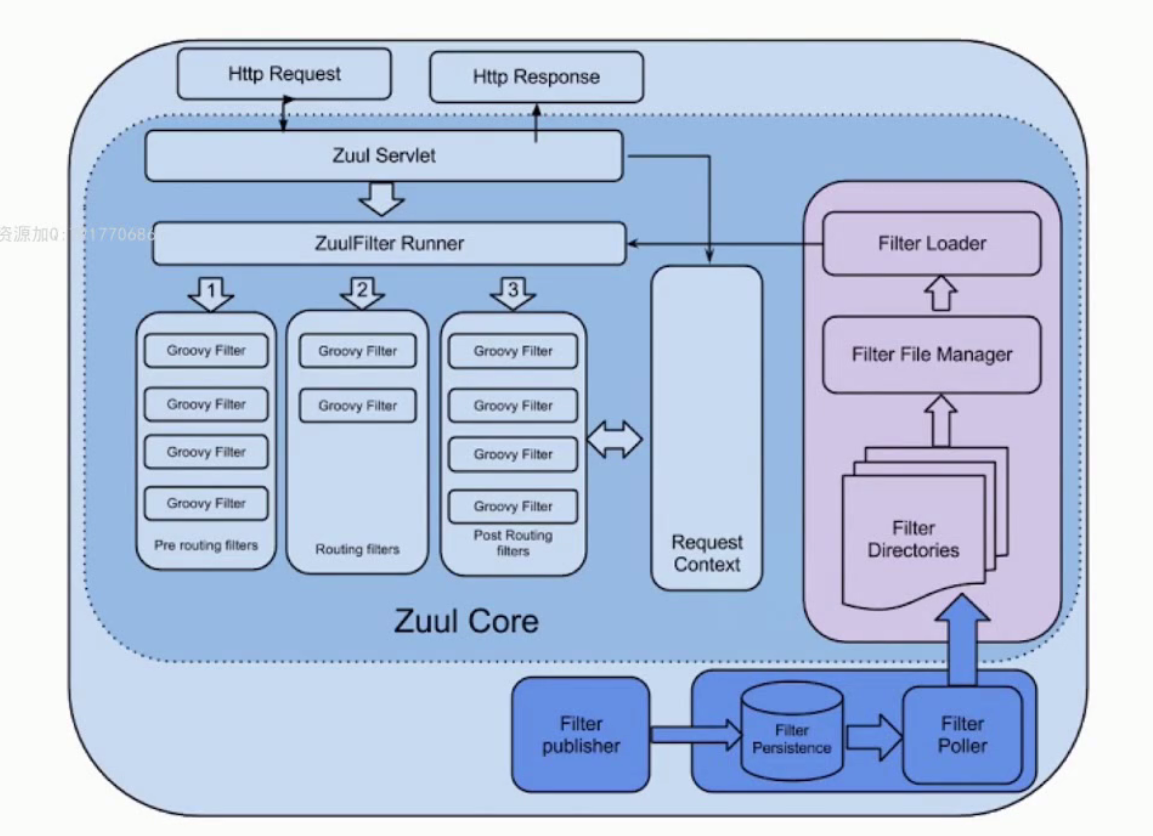 Http Request
Http Response
Zuul Servlet
资源加Q:
ZuulFilter Runner
Filter Loader
1
2
3
Groovy Filter
Groovy Filter
Groovy Filter
Groovy Filter
Pre routing filters
Groovy Filter
Groovy Filter
Routing filters
Groovy Filter
Groovy Filter
Groovy Filter
Groovy Filter
Post Routing
filters
Request
Context
Filter File Manager
Filter
Directories
Zuul Core
Filter
publisher
Filter
Persistence
Filter
Poller